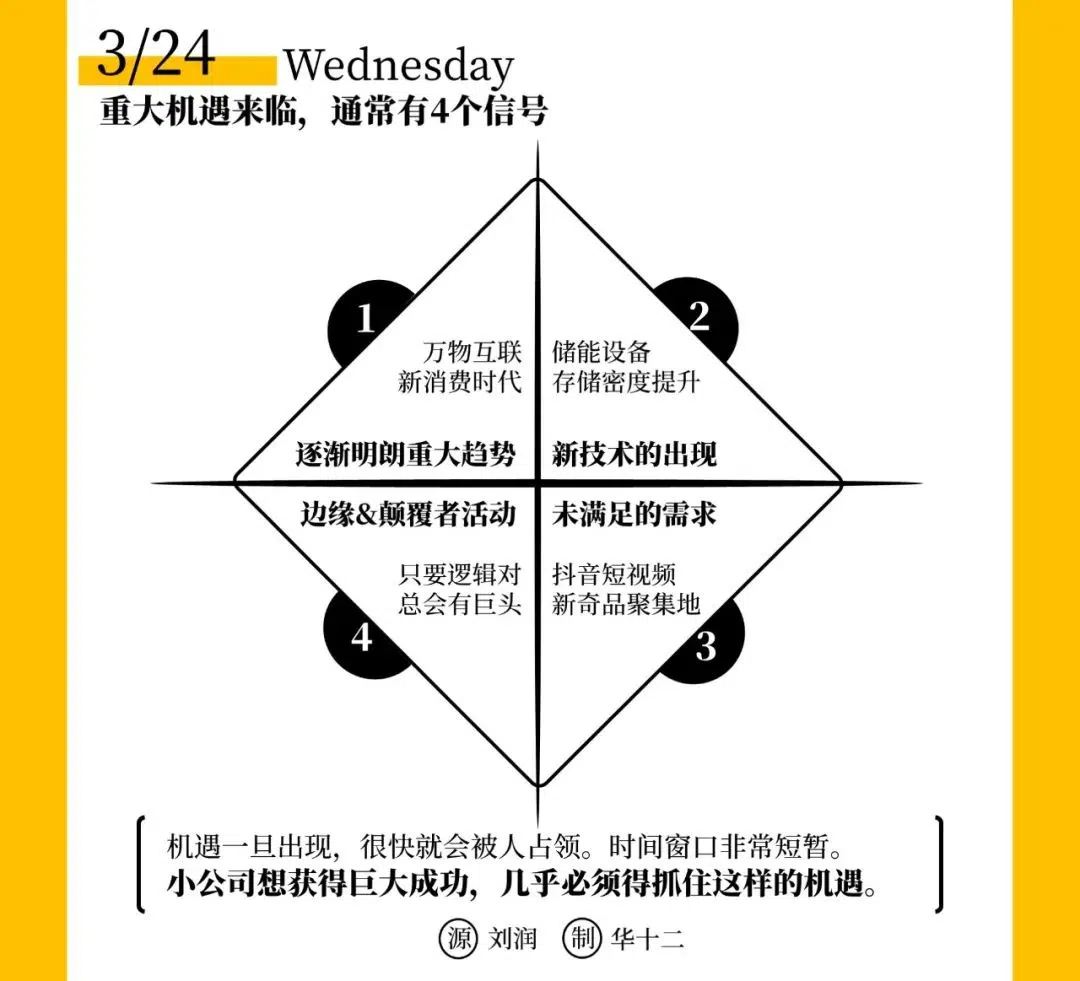 3/24 Wednesday
重大机遇来临，通常有4个信号
1
万物互联
新消费时代
逐渐明朗重大趋势
2
储能设备
存储密度提升
新技术的出现
未满足的需求
抖音短视频
新奇品聚集地
3
边缘&颠覆者活动
只要逻辑对
总会有巨头
4
机遇一旦出现，很快就会被人占领。时间窗口非常短暂。
小公司想获得巨大成功，几乎必须得抓住这样的机遇。
源 刘润 制 华十二